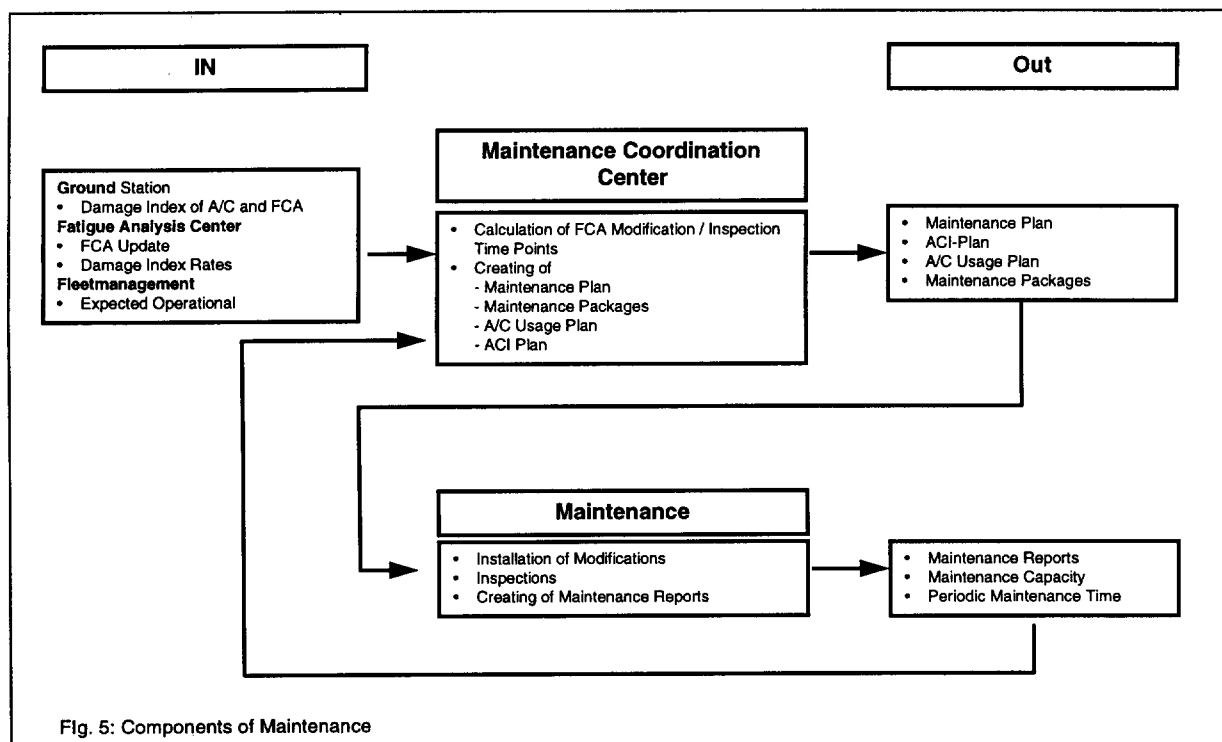 IN
Out
Maintenance Coordination
Center
Ground Station
• Damage Index of A/C and FCA
Fatigue Analysis Center
• FCA Update
• Damage Index Rates
Fleetmanagement
• Expected Operational
• Calculation of FCA Modification / Inspection
Time Points
• Creating of
- Maintenance Plan
- Maintenance Packages
- A/C Usage Plan
- ACI Plan
• Maintenance Plan
• ACI-Plan
• A/C Usage Plan
• Maintenance Packages
Maintenance
• Installation of Modifications
• Inspections
• Creating of Maintenance Reports
• Maintenance Reports
• Maintenance Capacity
• Periodic Maintenance Time
Fig. 5: Components of Maintenance